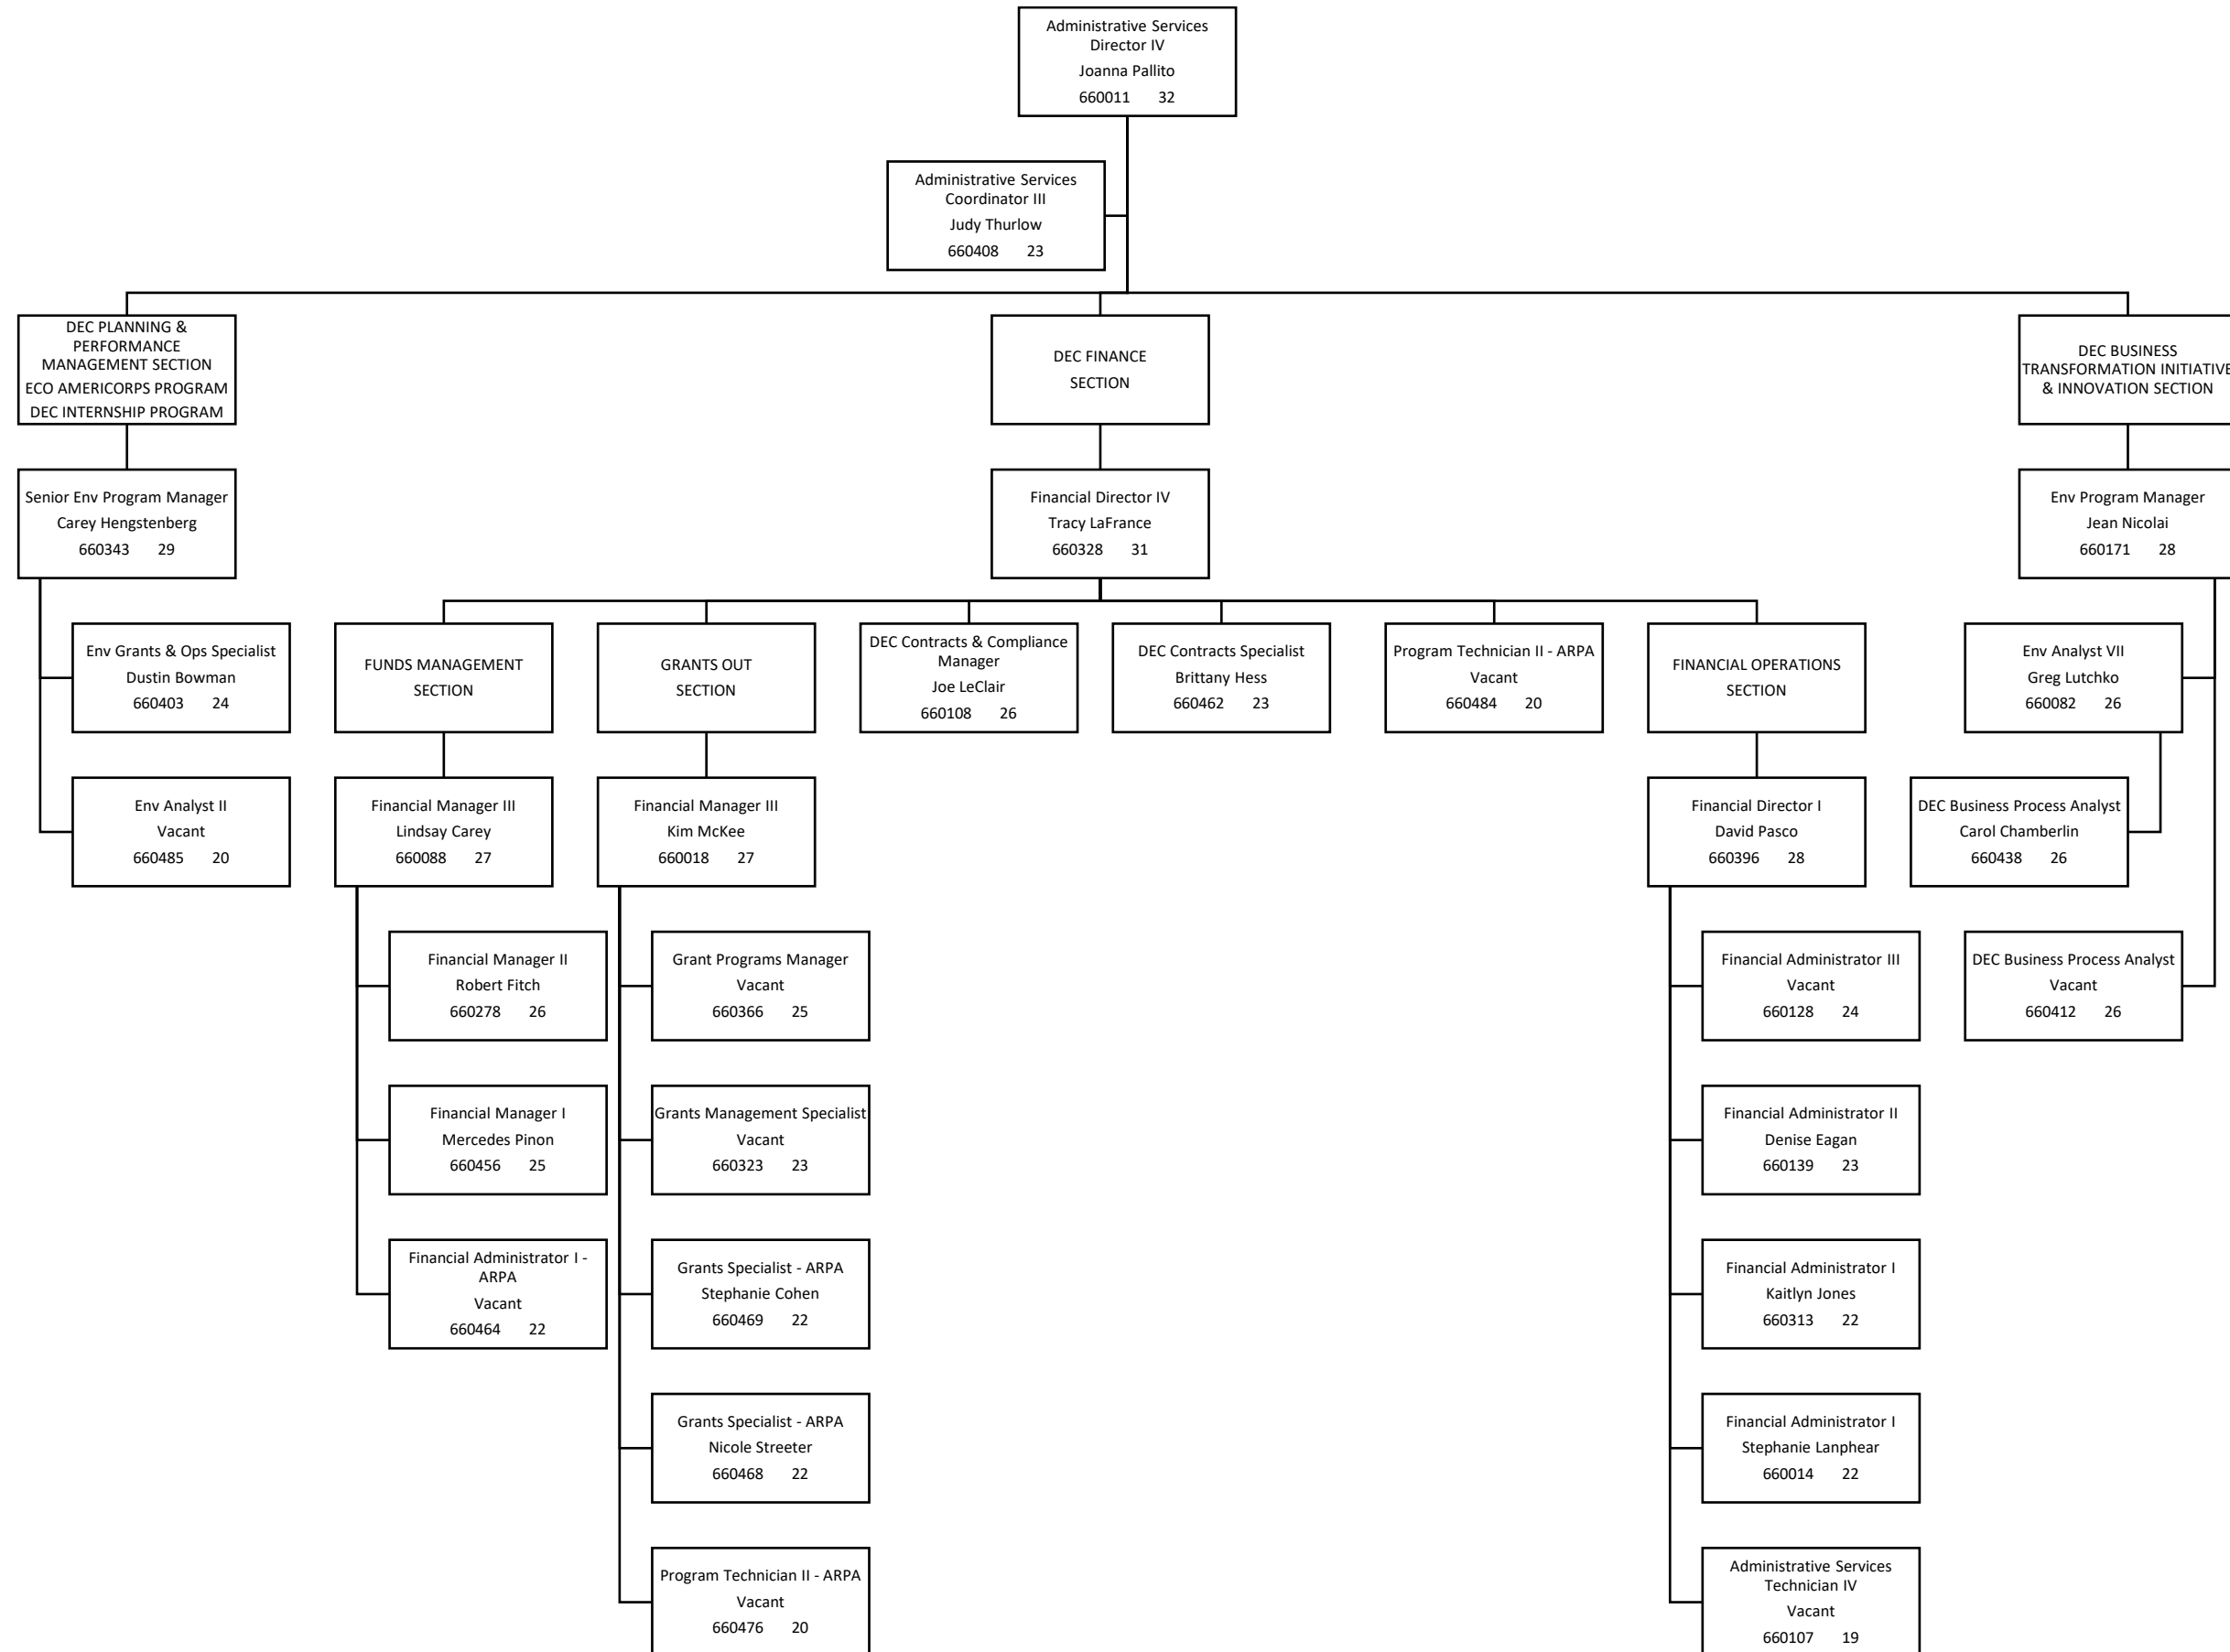 Administrative Services
Director IV
Joanna Pallito
660011 32
Administrative Services
Coordinator III
Judy Thurlow
660408 23
DEC PLANNING &
PERFORMANCE
MANAGEMENT SECTION
ECO AMERICORPS PROGRAM
DEC INTERNSHIP PROGRAM
DEC FINANCE
SECTION
DEC BUSINESS
TRANSFORMATION INITIATIVE
& INNOVATION SECTION
Senior Env Program Manager
Carey Hengstenberg
660343 29
Financial Director IV
Tracy LaFrance
660328 31
Env Program Manager
Jean Nicolai
660171 28
Env Grants & Ops Specialist
Dustin Bowman
660403 24
FUNDS MANAGEMENT
SECTION
GRANTS OUT
SECTION
DEC Contracts & Compliance
Manager
Joe LeClair
660108 26
DEC Contracts Specialist
Brittany Hess
660462 23
Program Technician II - ARPA
Vacant
660484 20
FINANCIAL OPERATIONS
SECTION
Env Analyst VII
Greg Lutchko
660082 26
Env Analyst II
Vacant
660485 20
Financial Manager III
Lindsay Carey
660088 27
Financial Manager III
Kim McKee
660018 27
Financial Director I
David Pasco
660396 28
DEC Business Process Analyst
Carol Chamberlin
660438 26
Financial Manager II
Robert Fitch
660278 26
Grant Programs Manager
Vacant
660366 25
Financial Administrator III
Vacant
660128 24
DEC Business Process Analyst
Vacant
660412 26
Financial Manager I
Mercedes Pinon
660456 25
Grants Management Specialist
Vacant
660323 23
Financial Administrator II
Denise Eagan
660139 23
Financial Administrator I -
ARPA
Vacant
660464 22
Grants Specialist - ARPA
Stephanie Cohen
660469 22
Financial Administrator I
Kaitlyn Jones
660313 22
Grants Specialist - ARPA
Nicole Streeter
660468 22
Financial Administrator I
Stephanie Lanphear
660014 22
Program Technician II - ARPA
Vacant
660476 20
Administrative Services
Technician IV
Vacant
660107 19